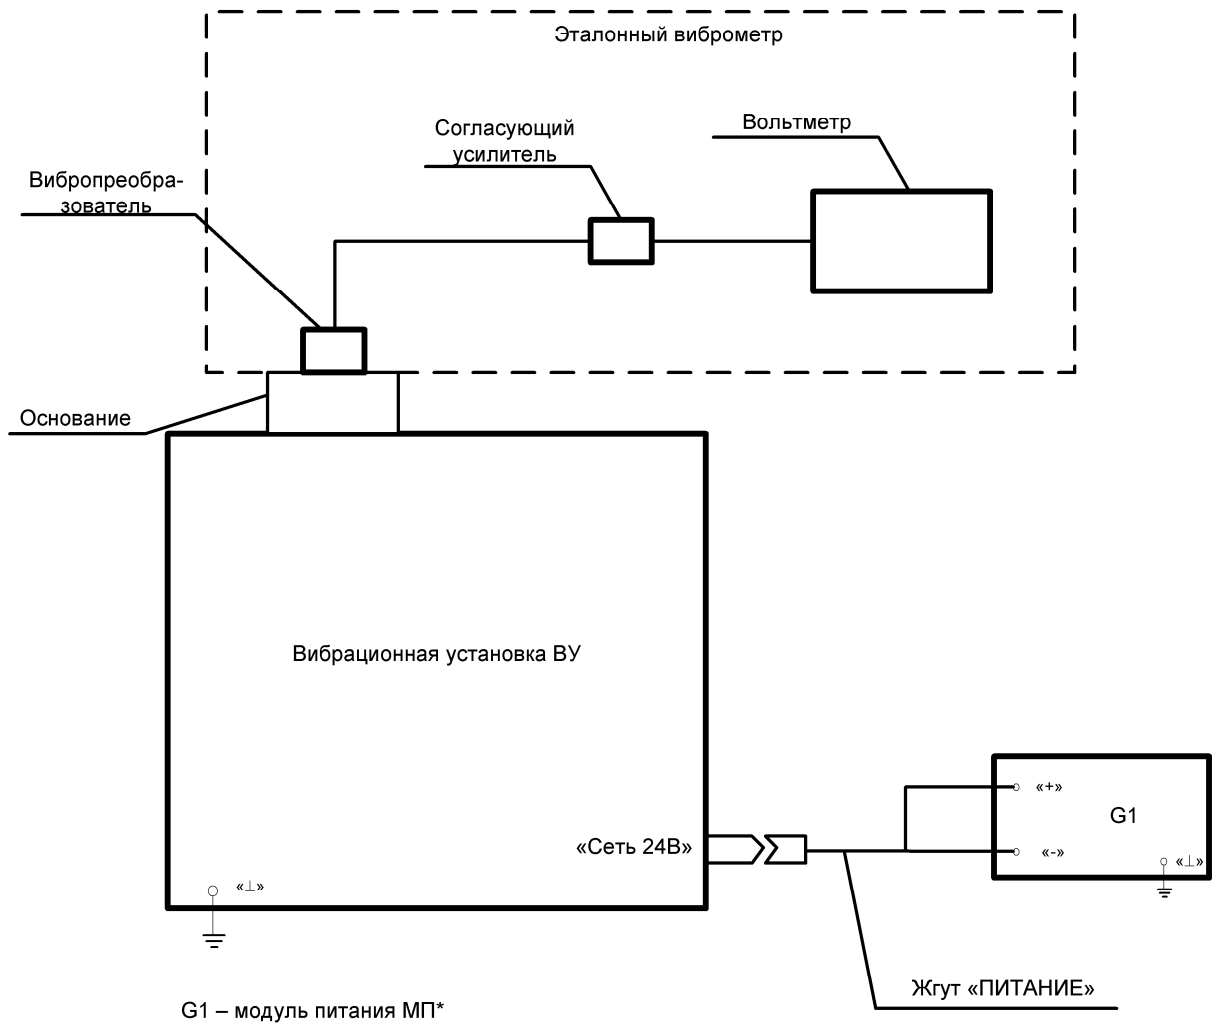 Эталонный виброметр
Согласующий
усилитель
Вольтметр
Вибропреобра-
зователь
Основание
Вибрационная установка ВУ
«+»
G1
«Сеть 24В»
«-»
«⊥»
«⊥»
Жгут «ПИТАНИЕ»
G1 – модуль питания МП*